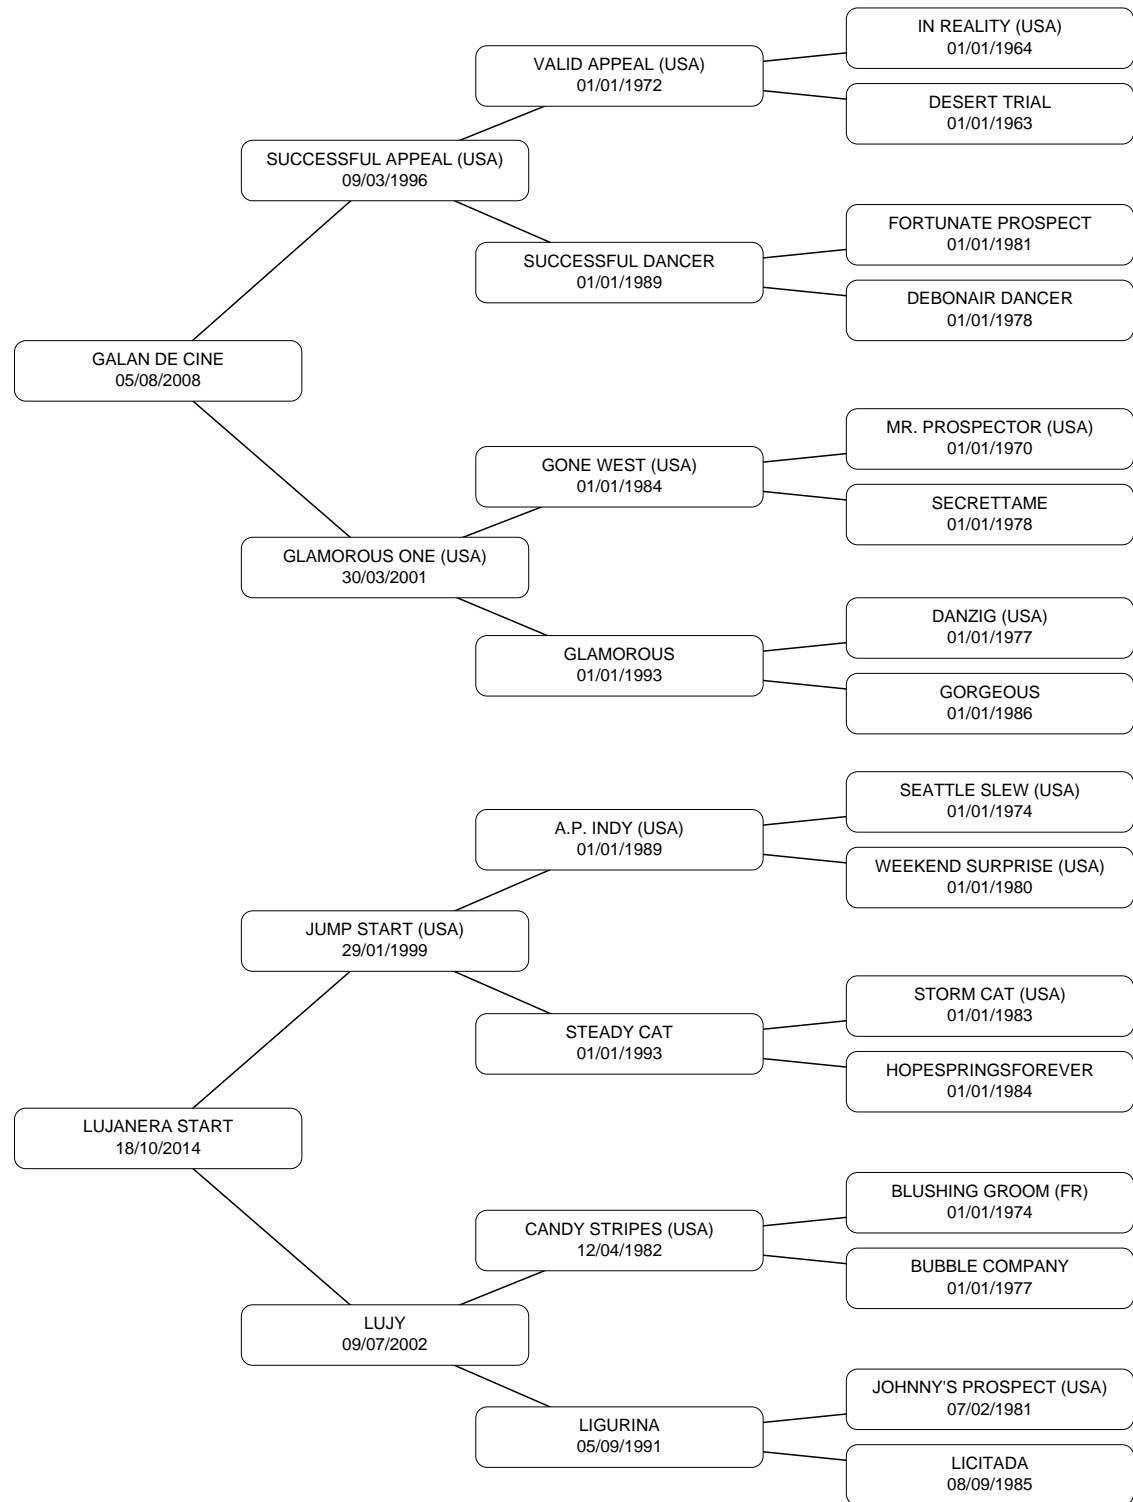 IN REALITY (USA)
01/01/1964
VALID APPEAL (USA)
01/01/1972
DESERT TRIAL
01/01/1963
SUCCESSFUL APPEAL (USA)
09/03/1996
FORTUNATE PROSPECT
01/01/1981
SUCCESSFUL DANCER
01/01/1989
DEBONAIR DANCER
01/01/1978
GALAN DE CINE
05/08/2008
MR. PROSPECTOR (USA)
01/01/1970
GONE WEST (USA)
01/01/1984
SECRETTAME
01/01/1978
GLAMOROUS ONE (USA)
30/03/2001
DANZIG (USA)
01/01/1977
GLAMOROUS
01/01/1993
GORGEOUS
01/01/1986
SEATTLE SLEW (USA)
01/01/1974
A.P. INDY (USA)
01/01/1989
WEEKEND SURPRISE (USA)
01/01/1980
JUMP START (USA)
29/01/1999
STORM CAT (USA)
01/01/1983
STEADY CAT
01/01/1993
HOPESPRINGSFOREVER
01/01/1984
LUJANERA START
18/10/2014
BLUSHING GROOM (FR)
01/01/1974
CANDY STRIPES (USA)
12/04/1982
BUBBLE COMPANY
01/01/1977
LUJY
09/07/2002
JOHNNY'S PROSPECT (USA)
07/02/1981
LIGURINA
05/09/1991
LICITADA
08/09/1985